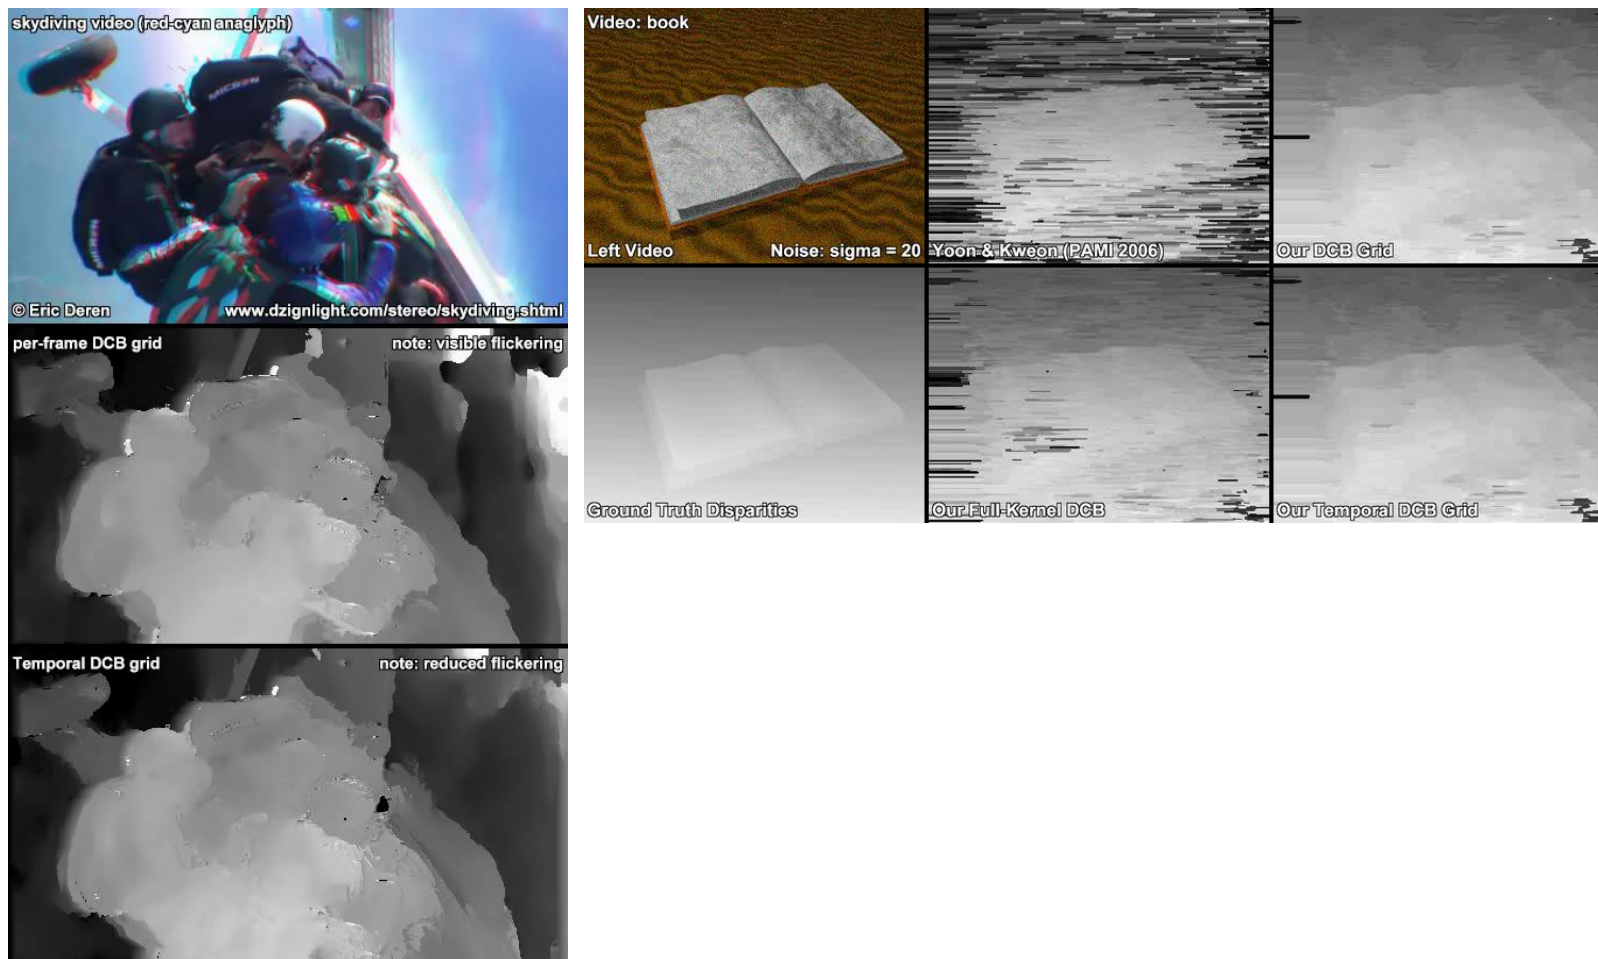 skydiving video (red-cyan anaglyph)
MICRON
MICRON
© Eric Deren
www.dzignlight.com/stereo/skydiving.shtml
per-frame DCB grid
note: visible flickering
Temporal DCB grid
note: reduced flickering
Video: book
Left Video
Noise: sigma = 20
Yoon & Kweon (PAMI 2006)
Our DCB Grid
Ground Truth Disparities
Our Full-Kernel DCB
Our Temporal DCB Grid